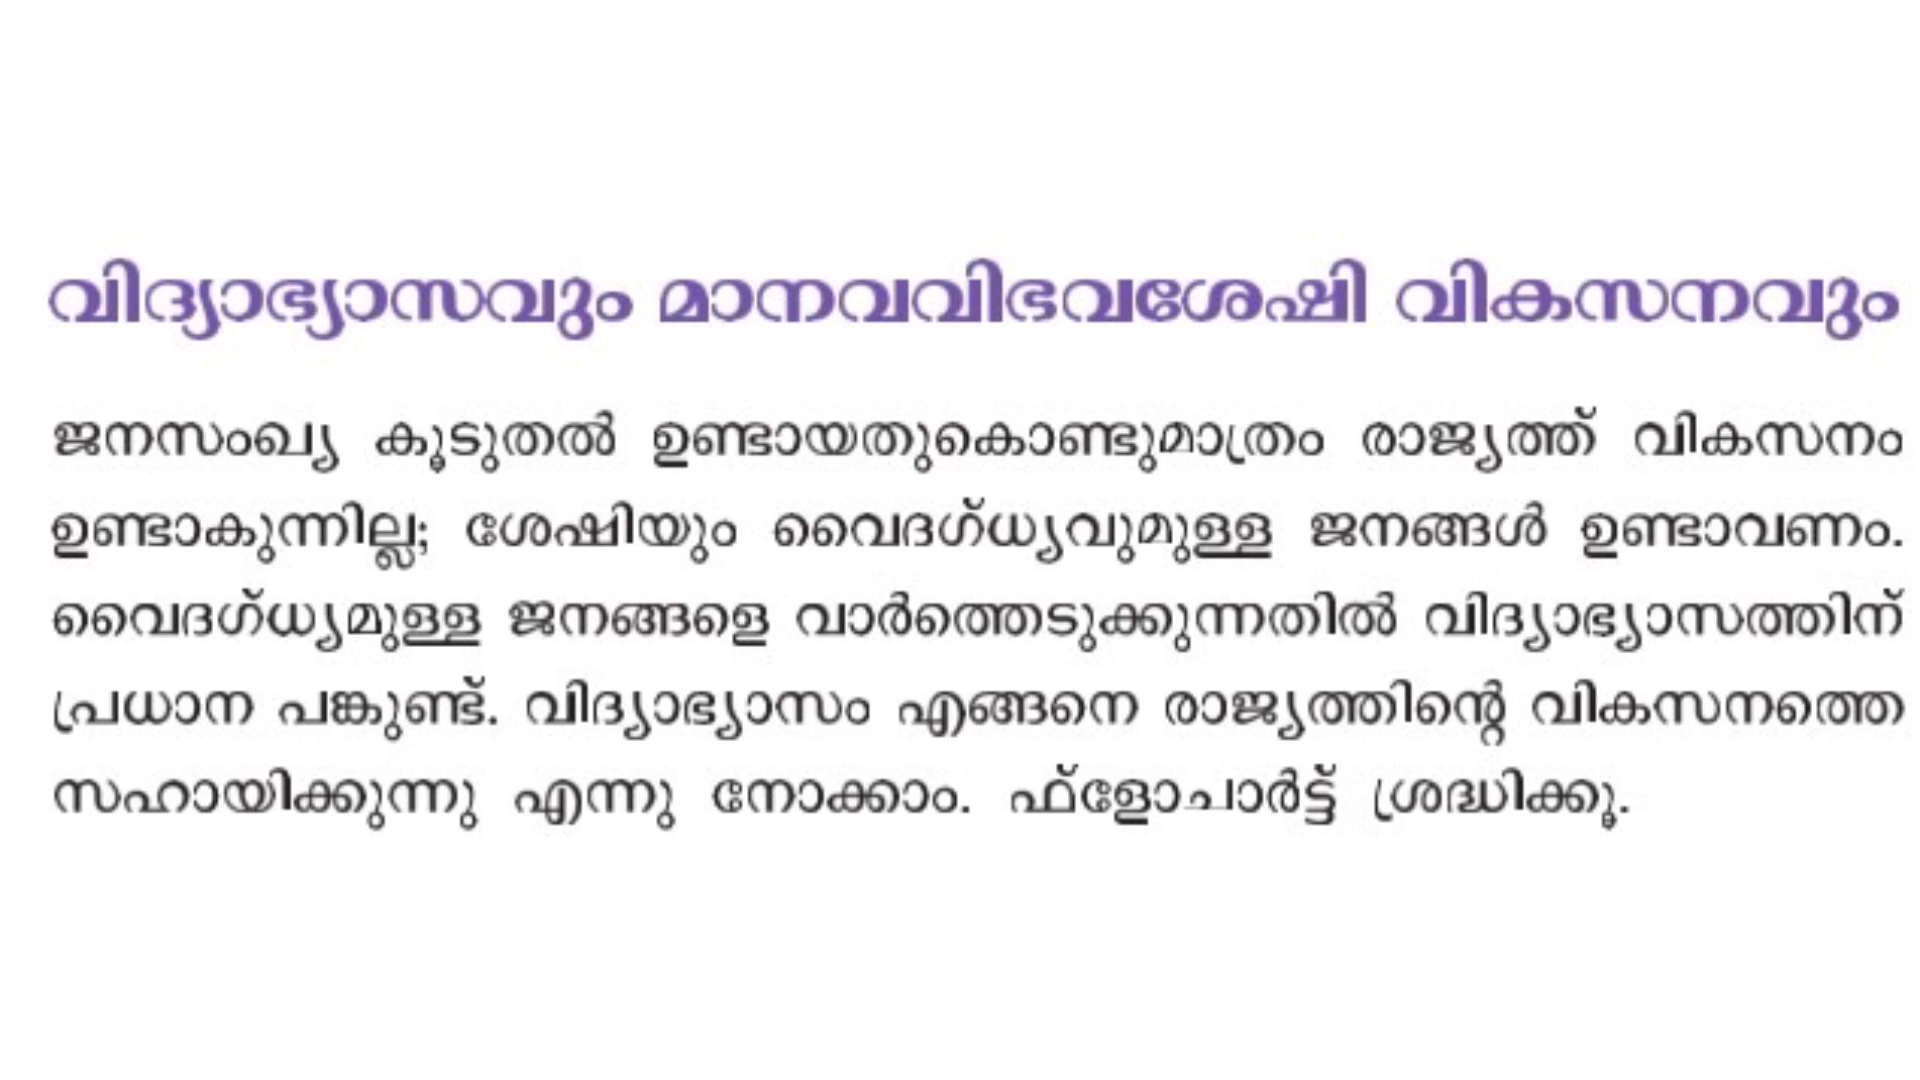 വിദ്യാഭ്യാസവും മാനവവിഭവശേഷി വികസനവും
ജനസംഖ്യ കൂടുതൽ ഉണ്ടായതുകൊണ്ടുമാത്രം രാജ്യത്ത് വികസനം
ഉണ്ടാകുന്നില്ല; ശേഷിയും വൈദഗ്ധ്യവുമുള്ള ജനങ്ങൾ ഉണ്ടാവണം.
വൈദഗ്ധ്യമുള്ള ജനങ്ങളെ വാർത്തെടുക്കുന്നതിൽ വിദ്യാഭ്യാസത്തിന്
പ്രധാന പങ്കുണ്ട്. വിദ്യാഭ്യാസം എങ്ങനെ രാജ്യത്തിന്റെ വികസനത്തെ
സഹായിക്കുന്നു എന്നു നോക്കാം. ഫ്ളോചാർട്ട് ശ്രദ്ധിക്കൂ.